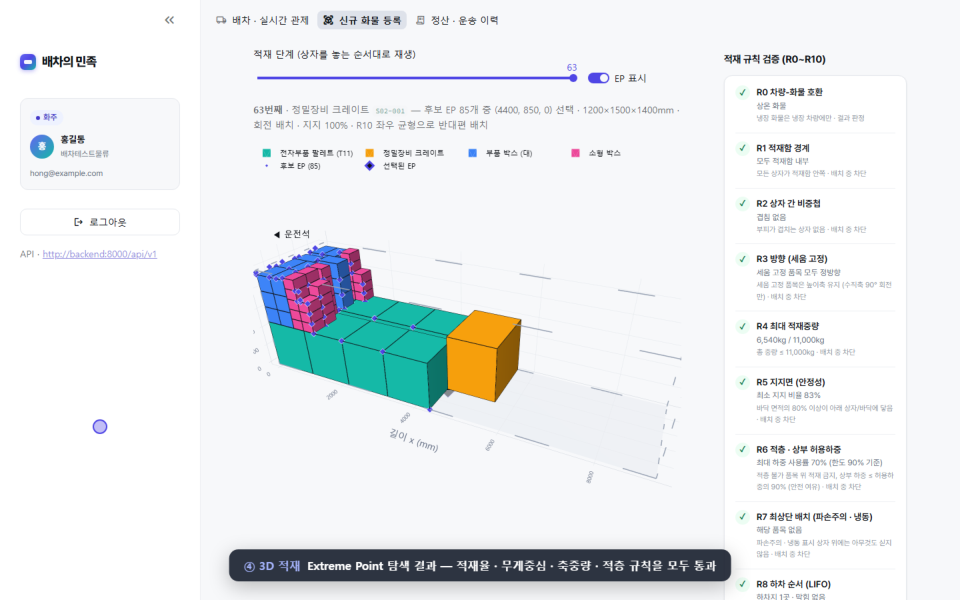 배차의 민족
화주
홍
홍길동
배차테스트물류
hong@example.com
로그아웃
API · http://backend:8000/api/v1
배차 · 실시간 관제
신규 화물 등록
정산 · 운송 이력
적재 단계 (상자를 놓는 순서대로 재생)
63
EP 표시
63번째 · 정밀장비 크레이트 S02-001 — 후보 EP 85개 중 (4400, 850, 0) 선택 · 1200×1500×1400mm ·
회전 배치 · 지지 100% · R10 좌우 균형으로 반대편 배치
전자부품 팔레트 (T11)
정밀장비 크레이트
부품 박스 (대)
소형 박스
후보 EP (85)
선택된 EP
◀ 운전석
0
0
2000
4000
6000
8000
길이 x (mm)
④ 3D 적재 Extreme Point 탐색 결과 — 적재율 · 무게중심 · 축중량 · 적층 규칙을 모두 통과
적재 규칙 검증 (R0~R10)
✓ R0 차량-화물 호환
상온 화물
냉장 화물은 냉장 차량에만 · 결과 판정
✓ R1 적재함 경계
모두 적재함 내부
모든 상자가 적재함 안쪽 · 배치 중 차단
✓ R2 상자 간 비중첩
겹침 없음
부피가 겹치는 상자 없음 · 배치 중 차단
✓ R3 방향 (세움 고정)
세움 고정 품목 모두 정방향
세움 고정 품목은 높이축 유지 (수직축 90° 회전
만) · 배치 중 차단
✓ R4 최대 적재중량
6,540kg / 11,000kg
총 중량 ≤ 11,000kg · 배치 중 차단
✓ R5 지지면 (안정성)
최소 지지 비율 83%
바닥 면적의 80% 이상이 아래 상자/바닥에 닿음
· 배치 중 차단
✓ R6 적층 · 상부 허용하중
최대 하중 사용률 70% (한도 90% 기준)
적층 불가 품목 위 적재 금지, 상부 하중 ≤ 허용하
중의 90% (안전 여유) · 배치 중 차단
✓ R7 최상단 배치 (파손주의 · 냉동)
해당 품목 없음
파손주의 · 냉동 표시 상자 위에는 아무것도 싣지
않음 · 배치 중 차단
✓ R8 하차 순서 (LIFO)
하차지 1곳 · 막힘 없음